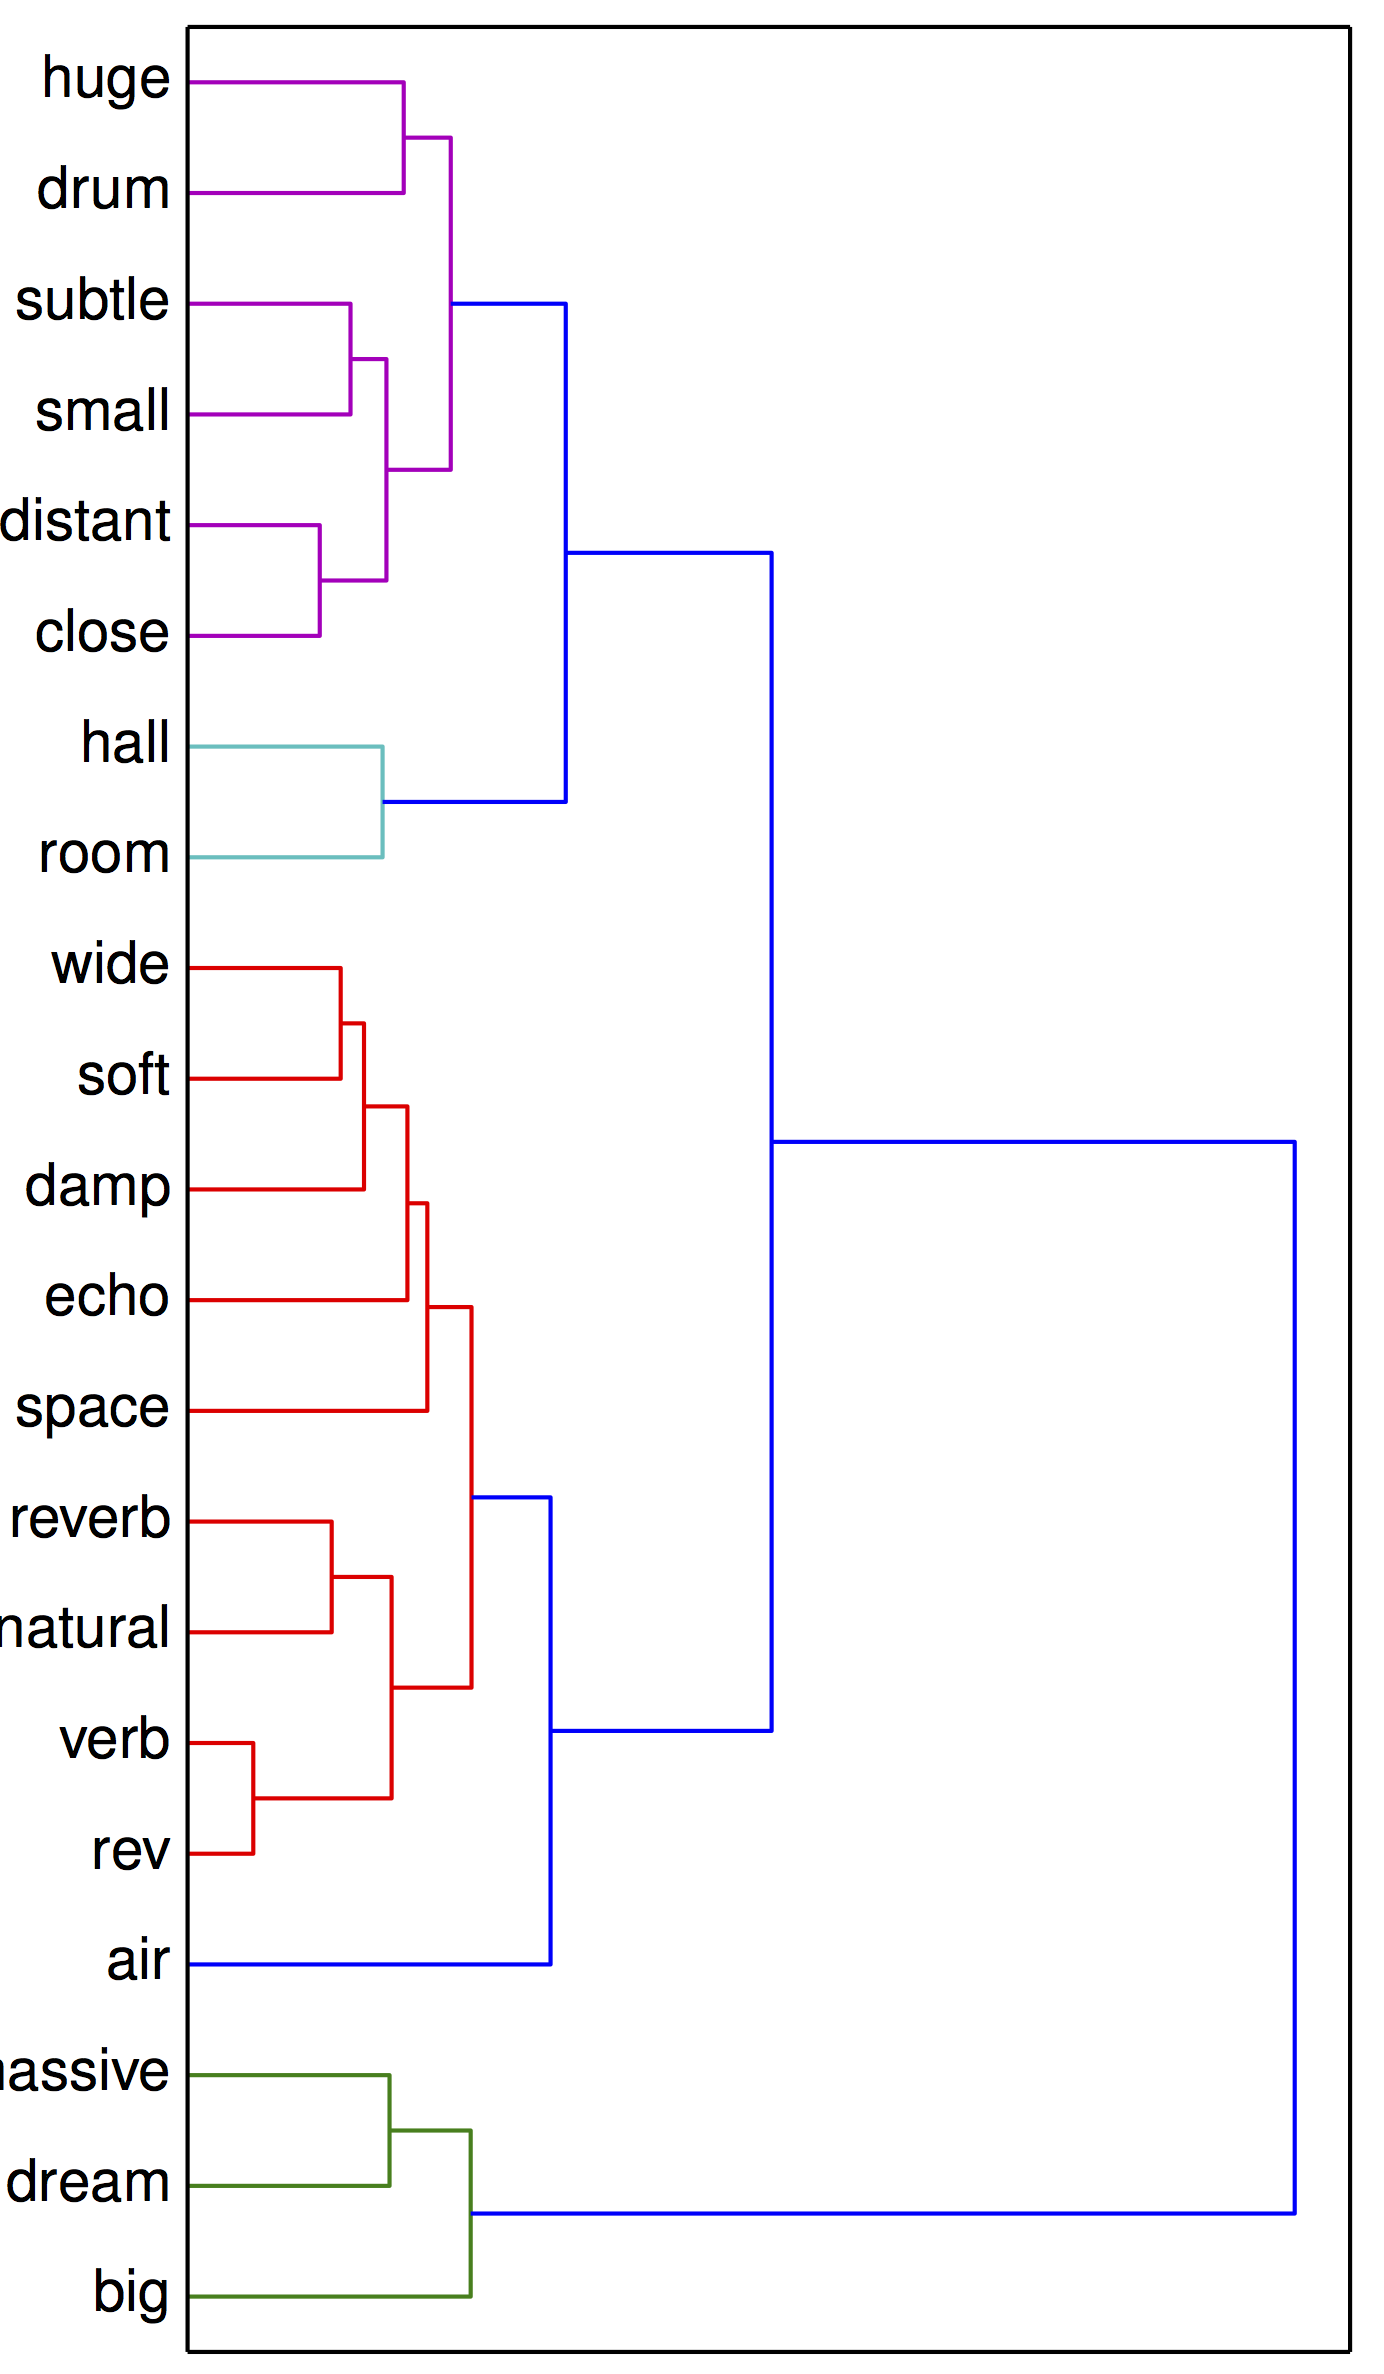 huge
drum
subtle
small
distant
close
hall
room
wide
soft
damp
echo
space
reverb
natural
verb
rev
air
assive
dream
big